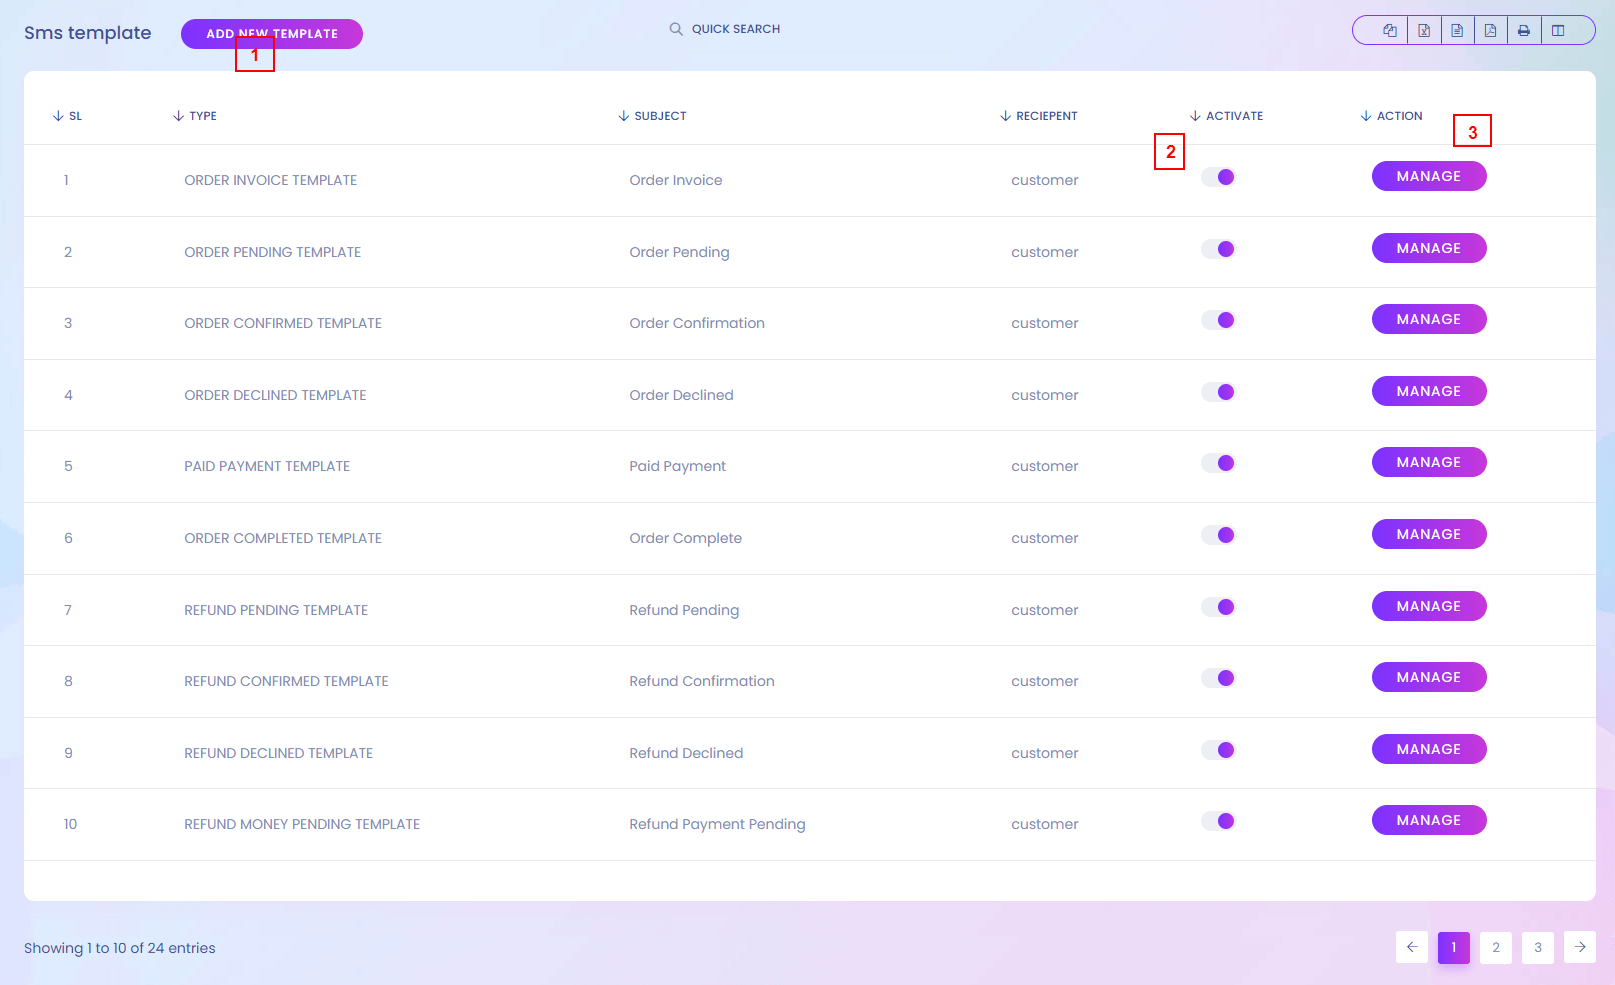 Sms template ADD NEW TEMPLATE QUICK SEARCH
1
SL TYPE SUBJECT RECIEPENT ACTIVATE ACTION
2 3
1 ORDER INVOICE TEMPLATE Order Invoice customer MANAGE
2 ORDER PENDING TEMPLATE Order Pending customer MANAGE
3 ORDER CONFIRMED TEMPLATE Order Confirmation customer MANAGE
4 ORDER DECLINED TEMPLATE Order Declined customer MANAGE
5 PAID PAYMENT TEMPLATE Paid Payment customer MANAGE
6 ORDER COMPLETED TEMPLATE Order Complete customer MANAGE
7 REFUND PENDING TEMPLATE Refund Pending customer MANAGE
8 REFUND CONFIRMED TEMPLATE Refund Confirmation customer MANAGE
9 REFUND DECLINED TEMPLATE Refund Declined customer MANAGE
10 REFUND MONEY PENDING TEMPLATE Refund Payment Pending customer MANAGE
Showing 1 to 10 of 24 entries 1 2 3